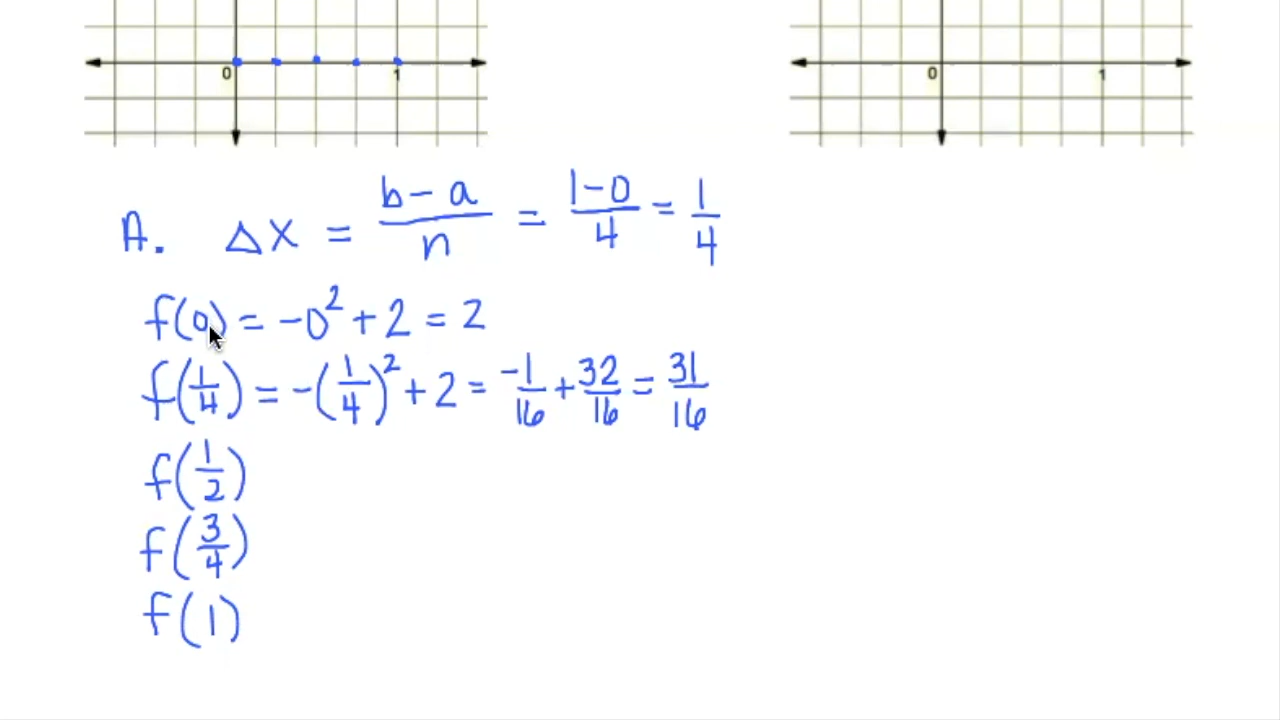 0 1 0 1
A. Δx = (b-a)/n = (1-0)/4 = 1/4
f(0) = -0² + 2 = 2
f(1/4) = -(1/4)² + 2 = -1/16 + 32/16 = 31/16
f(1/2)
f(3/4)
f(1)